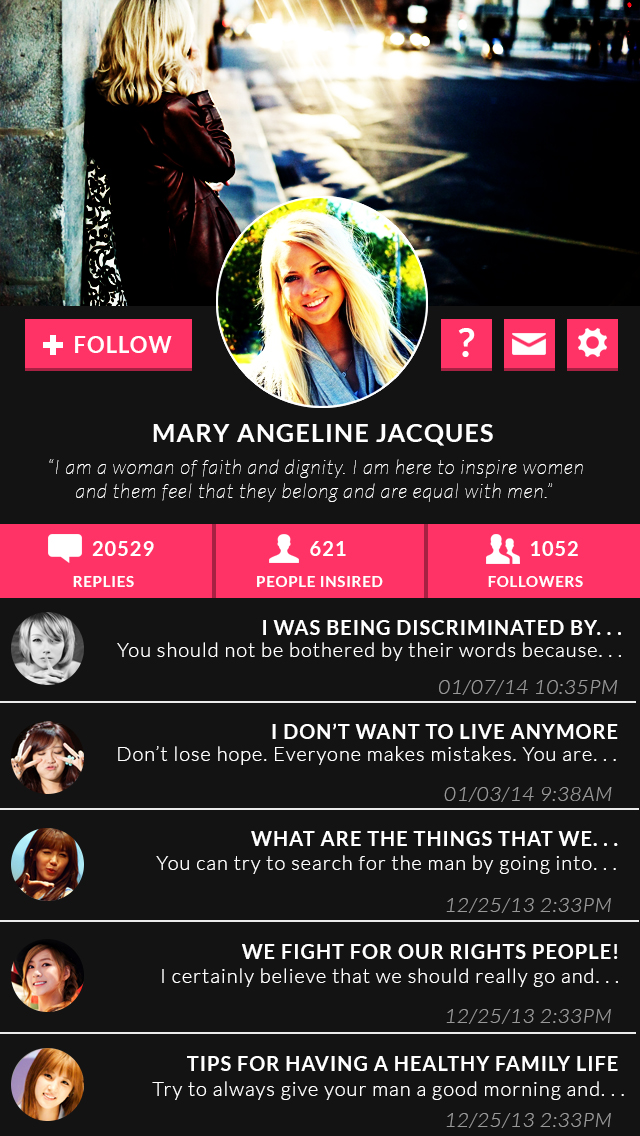 FOLLOW
?
MARY ANGELINE JACQUES
“I am a woman of faith and dignity. I am here to inspire women
and them feel that they belong and are equal with men.”
20529
REPLIES
621
PEOPLE INSIRED
1052
FOLLOWERS
I WAS BEING DISCRIMINATED BY. . .
You should not be bothered by their words because. . .
01/07/14 10:35PM
I DON’T WANT TO LIVE ANYMORE
Don’t lose hope. Everyone makes mistakes. You are. . .
01/03/14 9:38AM
WHAT ARE THE THINGS THAT WE. . .
You can try to search for the man by going into. . .
12/25/13 2:33PM
WE FIGHT FOR OUR RIGHTS PEOPLE!
I certainly believe that we should really go and. . .
12/25/13 2:33PM
TIPS FOR HAVING A HEALTHY FAMILY LIFE
Try to always give your man a good morning and. . .
12/25/13 2:33PM